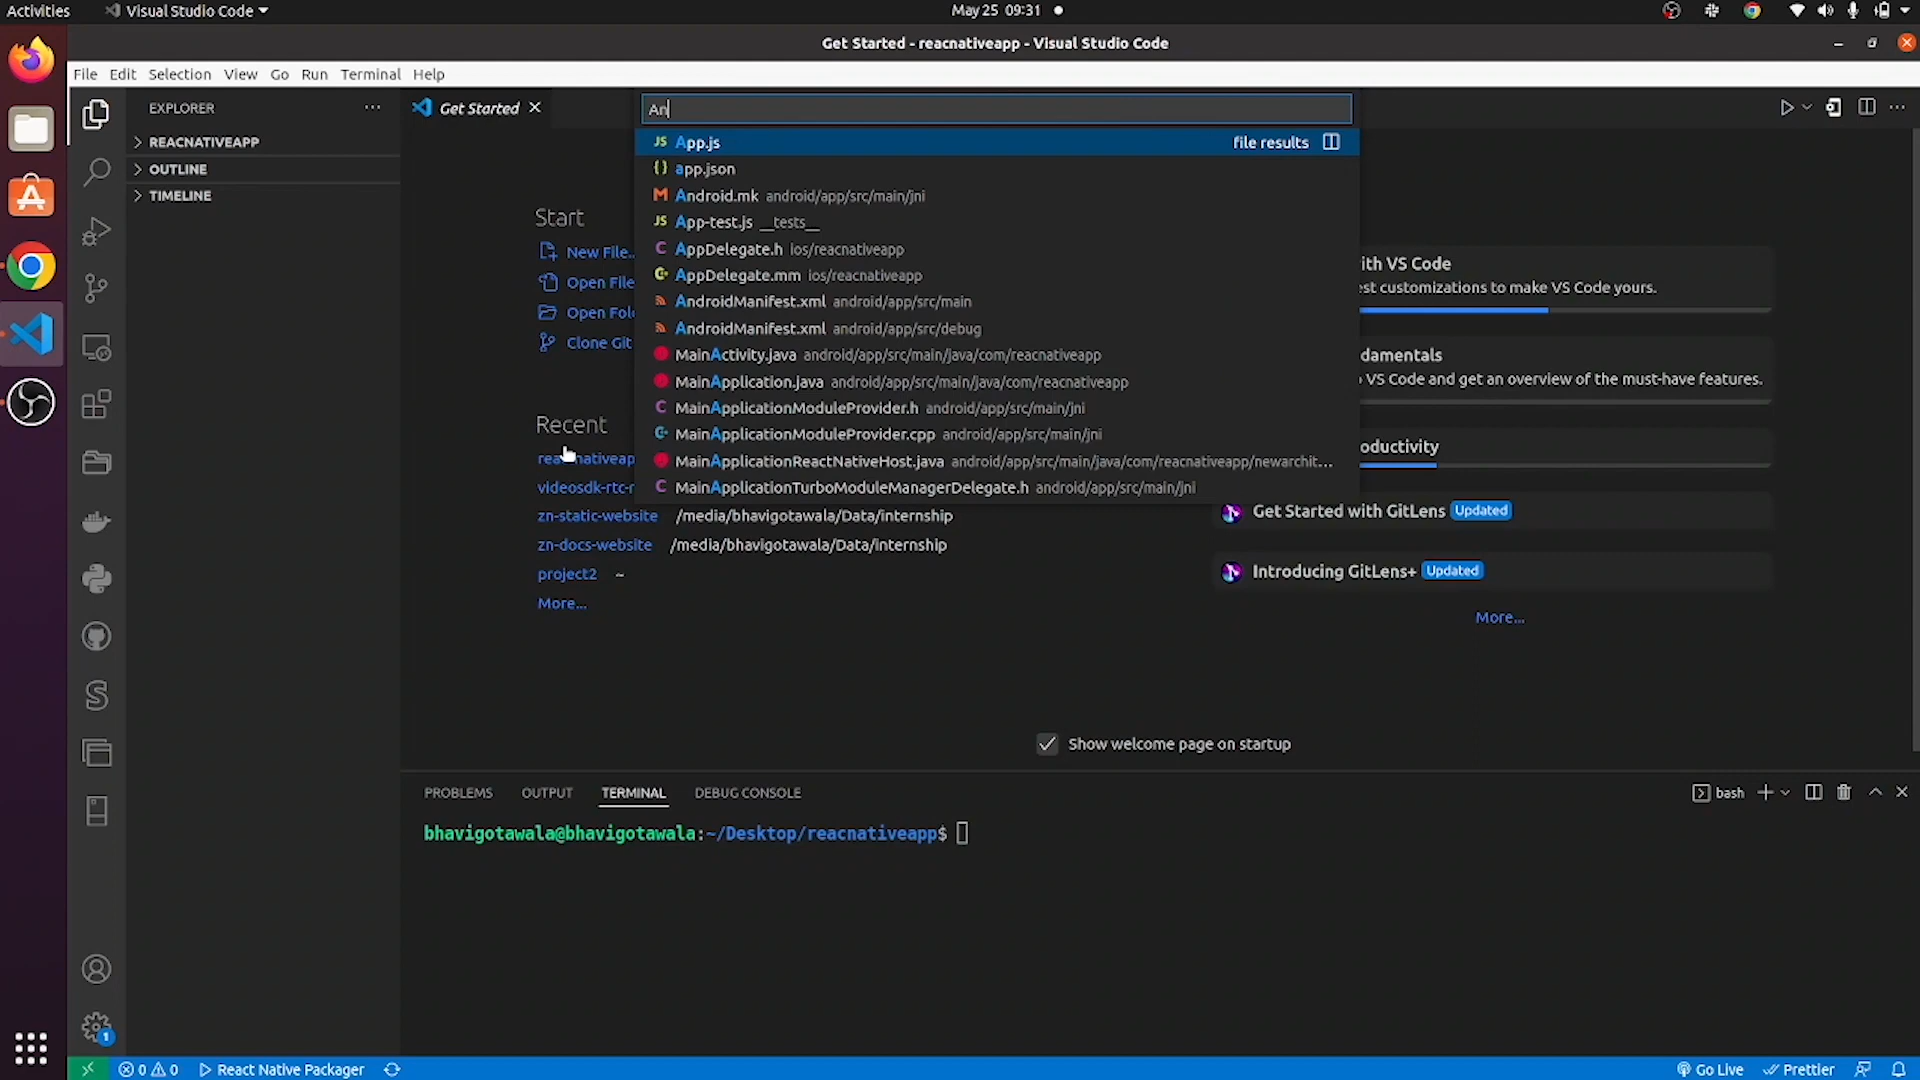 Activities
Visual Studio Code
May 25 09:31
Get Started - reacnativeapp - Visual Studio Code
File Edit Selection View Go Run Terminal Help
EXPLORER
REACNATIVEAPP
OUTLINE
TIMELINE
Get Started
An
App.js file results
app.json
Android.mk android/app/src/main/jni
App-test.js __tests__
AppDelegate.h ios/reacnativeapp
AppDelegate.mm ios/reacnativeapp
AndroidManifest.xml android/app/src/main
AndroidManifest.xml android/app/src/debug
MainActivity.java android/app/src/main/java/com/reacnativeapp
MainApplication.java android/app/src/main/java/com/reacnativeapp
MainApplicationModuleProvider.h android/app/src/main/jni
MainApplicationModuleProvider.cpp android/app/src/main/jni
MainApplicationReactNativeHost.java android/app/src/main/java/com/reacnativeapp/newarchit...
MainApplicationTurboModuleManagerDelegate.h android/app/src/main/jni
Start
New File..
Open File
Open Fol
Clone Git
Recent
videosdk-rtc-r
zn-static-website /media/bhavigotawala/Data/internship
zn-docs-website /media/bhavigotawala/Data/internship
project2 ~
More...
ith VS Code
est customizations to make VS Code yours.
damentals
VS Code and get an overview of the must-have features.
oductivity
Get Started with GitLens Updated
Introducing GitLens+ Updated
More...
Show welcome page on startup
PROBLEMS OUTPUT TERMINAL DEBUG CONSOLE
bash
bhavigotawala@bhavigotawala:~/Desktop/reacnativeapp$
1
0 0 React Native Packager
Go Live Prettier